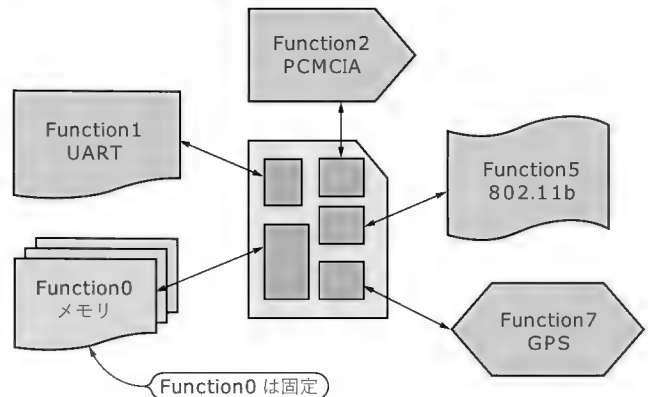 Function2
PCMCIA
Function1
UART
Function5
802.11b
Function0
メモリ
Function7
GPS
Function0 は固定